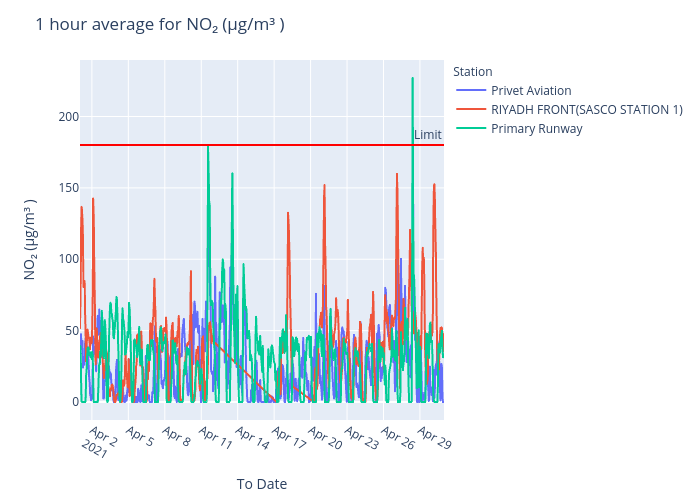 1 hour average for NO₂ (μg/m³ )
Station
Privet Aviation
RIYADH FRONT(SASCO STATION 1)
Primary Runway
Limit
NO₂ (μg/m³ )
200
150
100
50
0
Apr 2
2021
Apr 5
Apr 8
Apr 11
Apr 14
Apr 17
Apr 20
Apr 23
Apr 26
Apr 29
To Date